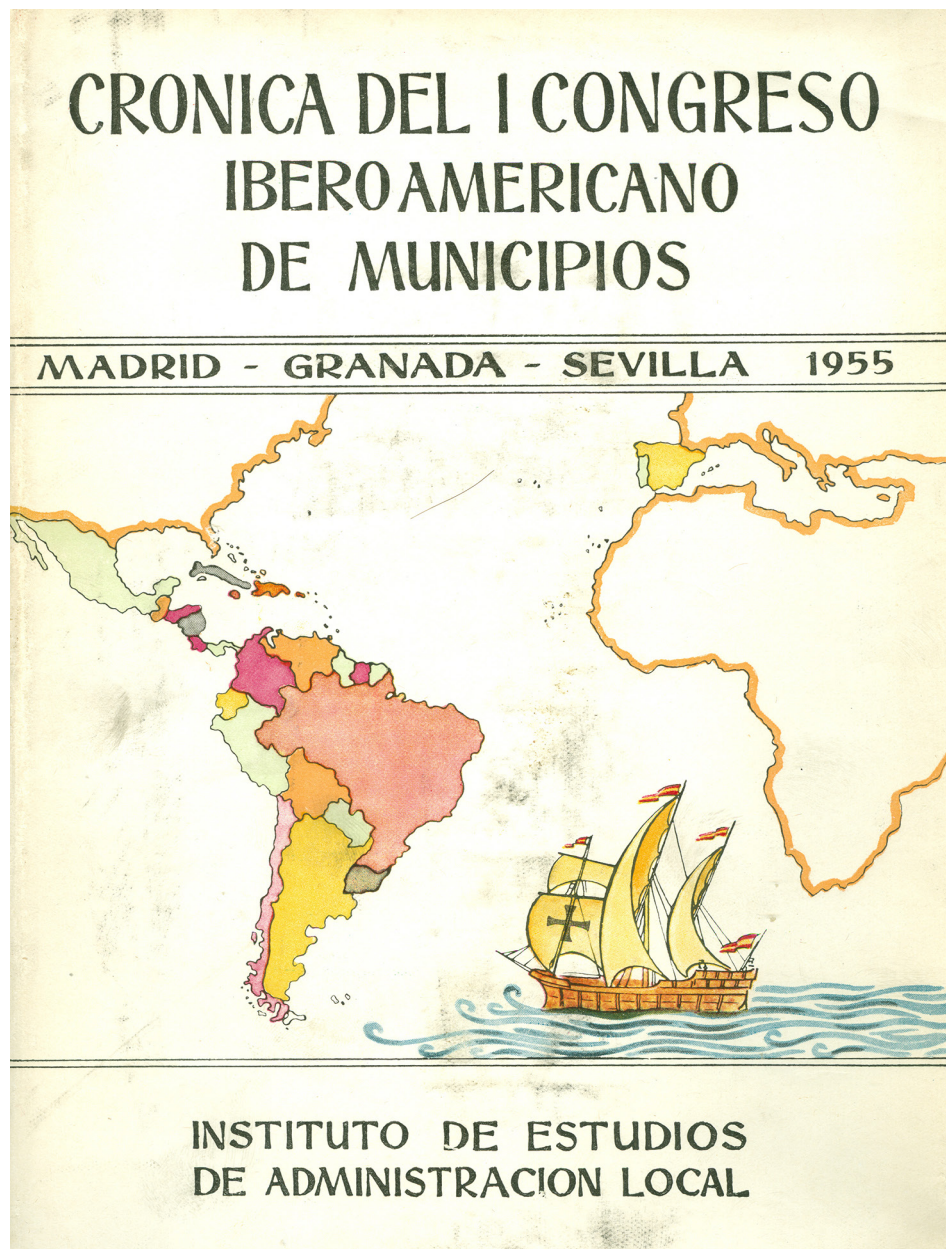 CRONICA DEL I CONGRESO
IBEROAMERICANO
DE MUNICIPIOS
MADRID - GRANADA - SEVILLA 1955
INSTITUTO DE ESTUDIOS
DE ADMINISTRACION LOCAL